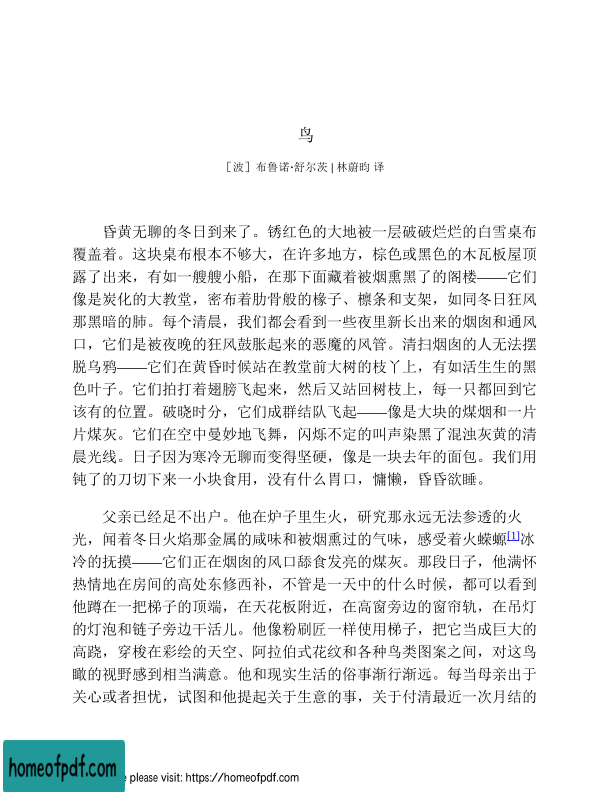 鸟
［波］布鲁诺·舒尔茨 | 林蔚昀 译
昏黄无聊的冬日到来了。锈红色的大地被一层破破烂烂的白雪桌布
覆盖着。这块桌布根本不够大，在许多地方，棕色或黑色的木瓦板屋顶
露了出来，有如一艘艘小船，在那下面藏着被烟熏黑了的阁楼——它们
像是炭化的大教堂，密布着肋骨般的椽子、檩条和支架，如同冬日狂风
那黑暗的肺。每个清晨，我们都会看到一些夜里新长出来的烟囱和通风
口，它们是被夜晚的狂风鼓胀起来的恶魔的风管。清扫烟囱的人无法摆
脱乌鸦——它们在黄昏时候站在教堂前大树的枝丫上，有如活生生的黑
色叶子。它们拍打着翅膀飞起来，然后又站回树枝上，每一只都回到它
该有的位置。破晓时分，它们成群结队飞起——像是大块的煤烟和一片
片煤灰。它们在空中曼妙地飞舞，闪烁不定的叫声染黑了混浊灰黄的清
晨光线。日子因为寒冷无聊而变得坚硬，像是一块去年的面包。我们用
钝了的刀切下来一小块食用，没有什么胃口，慵懒，昏昏欲睡。
父亲已经足不出户。他在炉子里生火，研究那永远无法参透的火
光，闻着冬日火焰那金属的咸味和被烟熏过的气味，感受着火蝾螈[1]冰
冷的抚摸——它们正在烟囱的风口舔食发亮的煤灰。那段日子，他满怀
热情地在房间的高处东修西补，不管是一天中的什么时候，都可以看到
他蹲在一把梯子的顶端，在天花板附近，在高窗旁边的窗帘轨，在吊灯
的灯泡和链子旁边干活儿。他像粉刷匠一样使用梯子，把它当成巨大的
高跷，穿梭在彩绘的天空、阿拉伯式花纹和各种鸟类图案之间，对这鸟
瞰的视野感到相当满意。他和现实生活的俗事渐行渐远。每当母亲出于
关心或者担忧，试图和他提起关于生意的事，关于付清最近一次月结的
homeofpdf.com
e please visit: https://homeofpdf.com